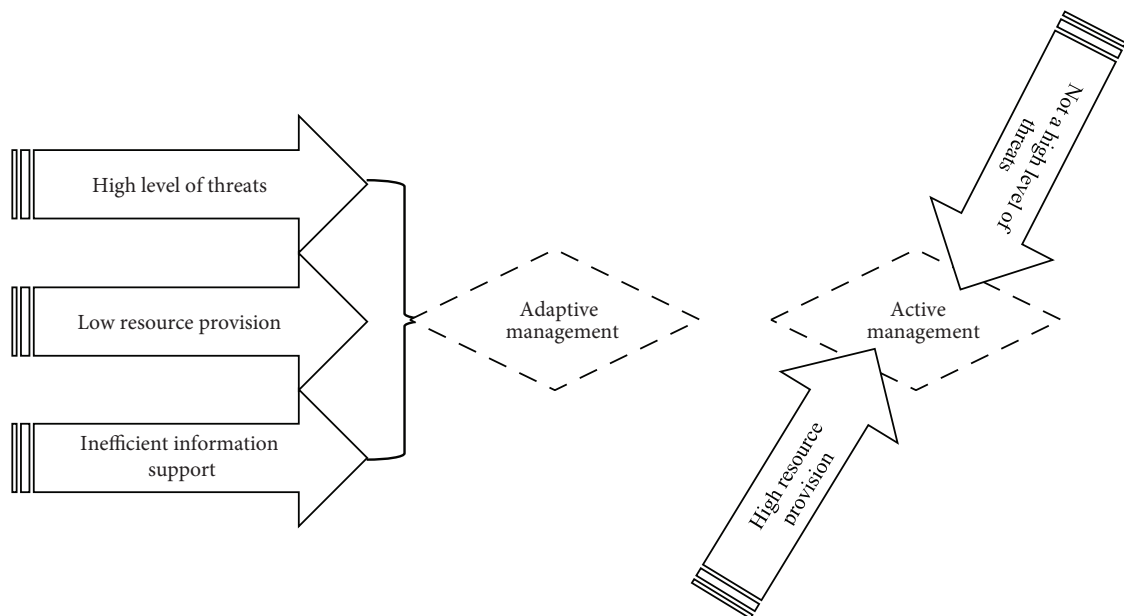 High level of threats
Low resource provision
Inefficient information
support
Adaptive
management
Not a high level of
threats
Active
management
High resource
provision